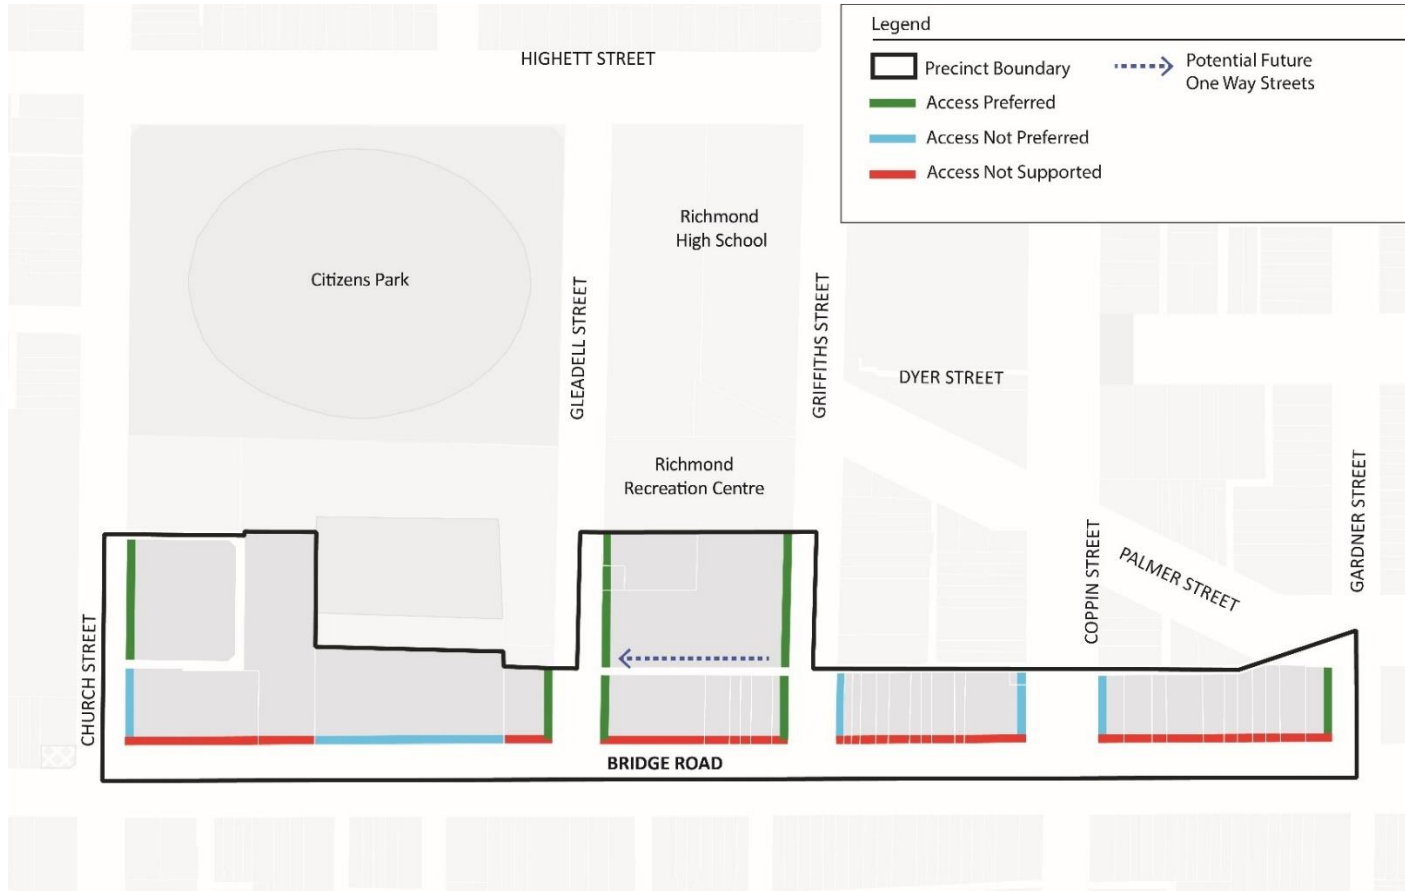 Legend
Precinct Boundary
Access Preferred
Access Not Preferred
Access Not Supported
Potential Future
One Way Streets
HIGHETT STREET
Richmond
High School
Citizens Park
GLEADELL STREET
GRIFFITHS STREET
DYER STREET
Richmond
Recreation Centre
CHURCH STREET
COPPIN STREET
PALMER STREET
GARDNER STREET
BRIDGE ROAD